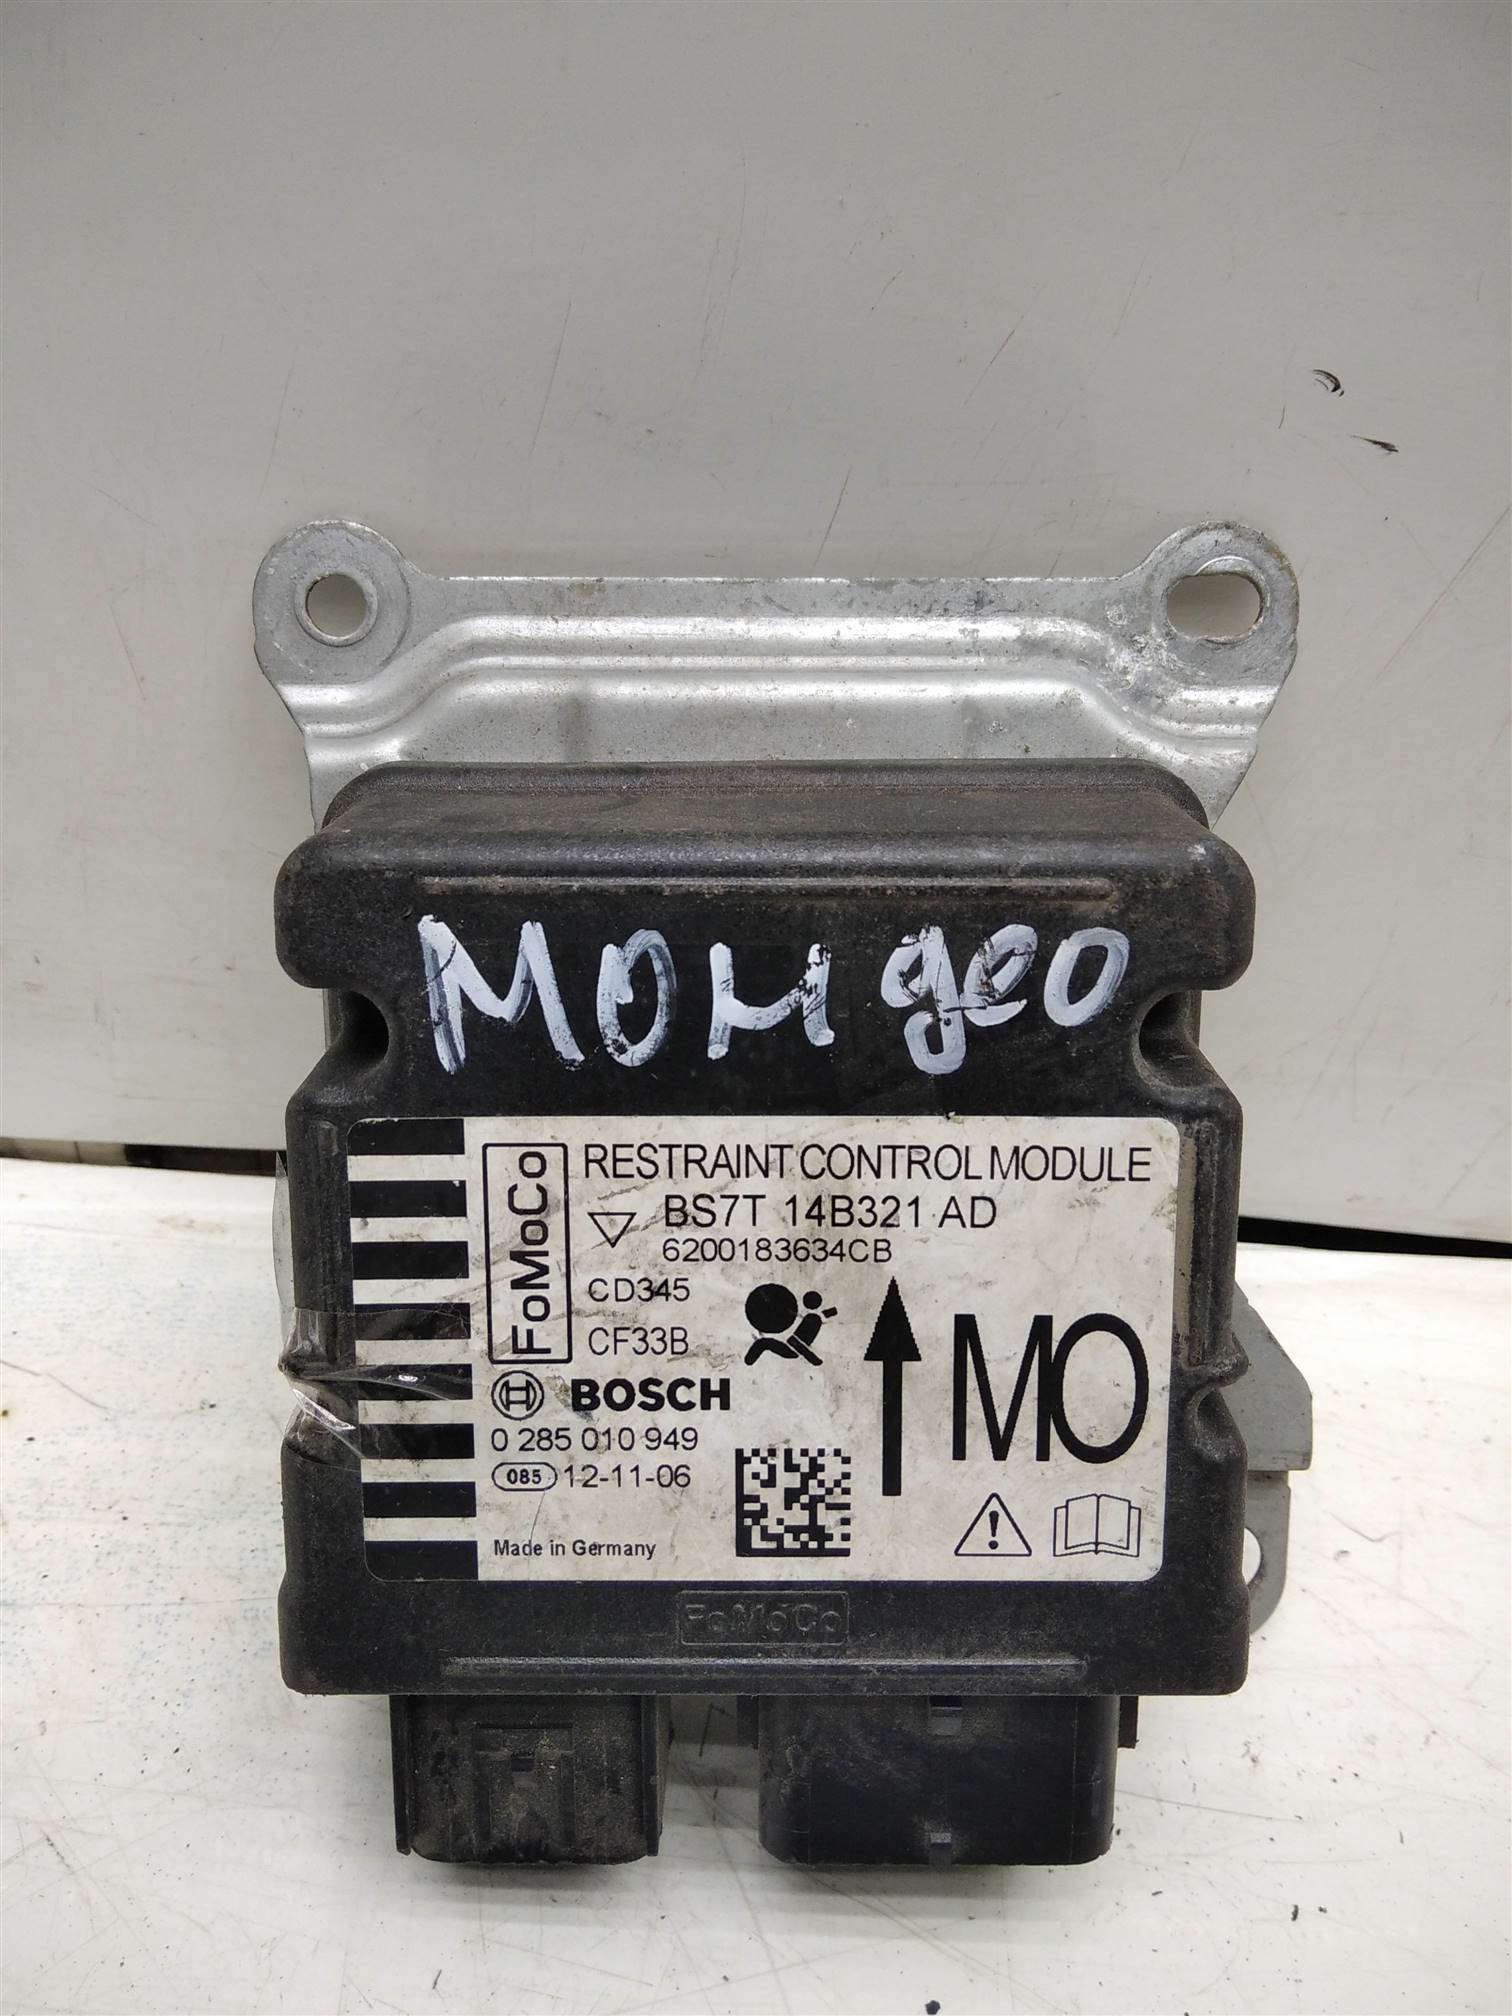 Монgeo
FoMoCo
RESTRAINT CONTROL MODULE
BS7T 14B321 AD
6200183634CB
CD345
CF33B
MO
BOSCH
0 285 010 949
085 12-11-06
Made in Germany
FoMoCo